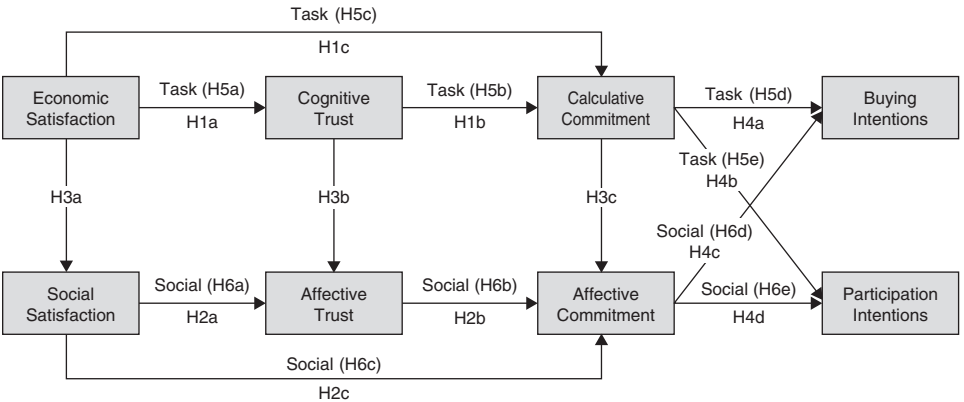 Task (H5c)
H1c
Economic
Satisfaction
Task (H5a)
H1a
Cognitive
Trust
Task (H5b)
H1b
Calculative
Commitment
Task (H5d)
H4a
Buying
Intentions
Task (H5e)
H4b
H3a
H3b
H3c
Social (H6d)
H4c
Social
Satisfaction
Social (H6a)
H2a
Affective
Trust
Social (H6b)
H2b
Affective
Commitment
Social (H6e)
H4d
Participation
Intentions
Social (H6c)
H2c